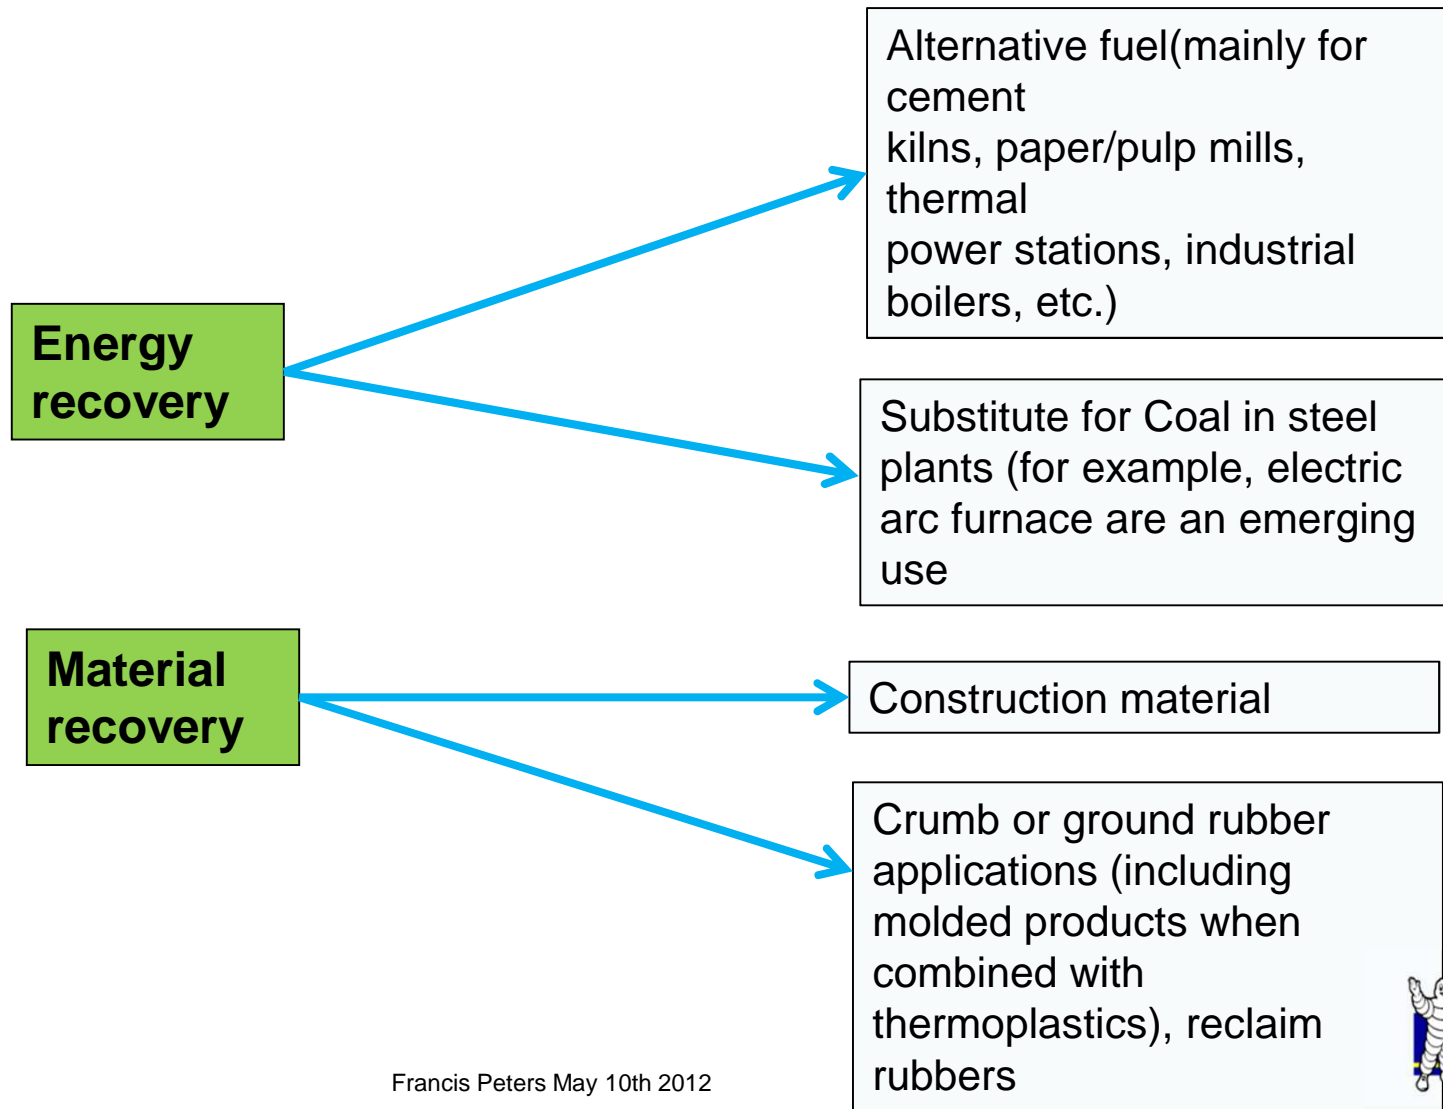 Alternative fuel(mainly for
cement
kilns, paper/pulp mills,
thermal
power stations, industrial
boilers, etc.)
Energy
recovery
Substitute for Coal in steel
plants (for example, electric
arc furnace are an emerging
use
Material
recovery
Construction material
Crumb or ground rubber
applications (including
molded products when
combined with
thermoplastics), reclaim
rubbers
Francis Peters May 10th 2012